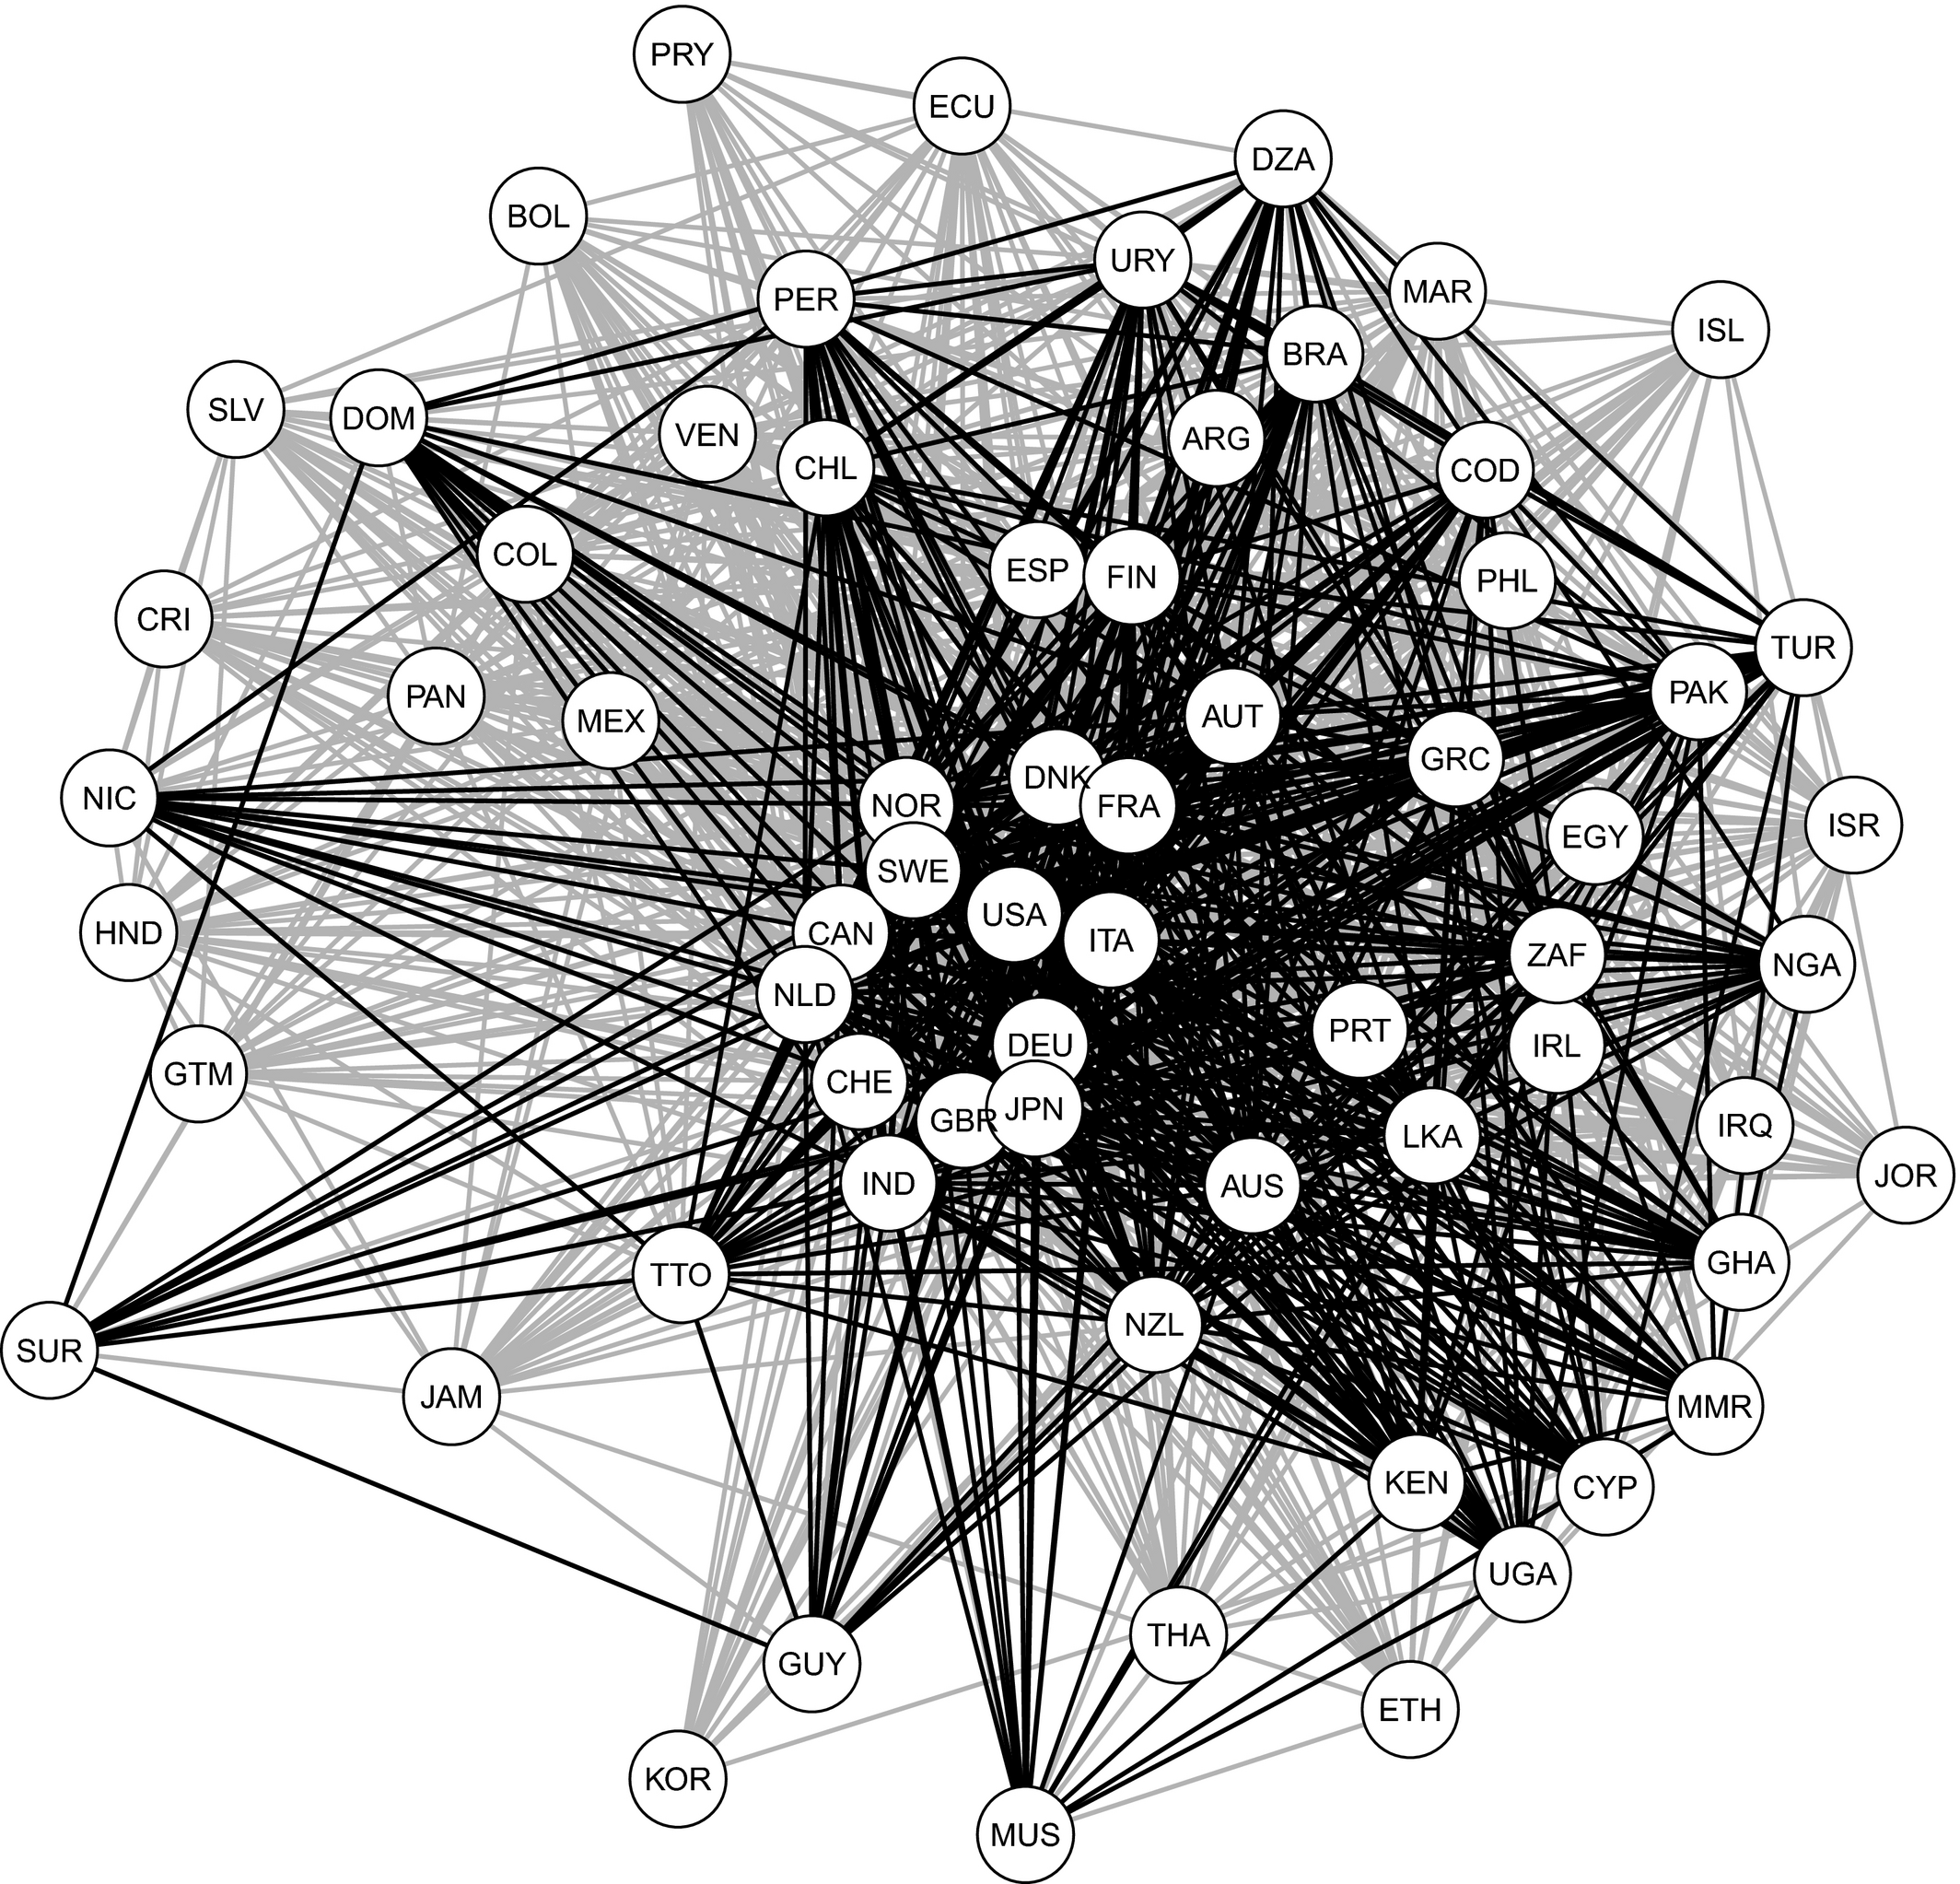 PRY
ECU
DZA
BOL
URY
MAR
PER
ISL
BRA
SLV
DOM
VEN
ARG
CHL
COD
COL
ESP
FIN
PHL
CRI
TUR
PAK
PAN
MEX
AUT
GRC
DNK
NIC
NOR
FRA
ISR
EGY
SWE
USA
HND
CAN
ITA
ZAF
NGA
NLD
PRT
DEU
IRL
GTM
CHE
JPN
GBR
IRQ
LKA
JOR
IND
AUS
GHA
TTO
NZL
SUR
JAM
MMR
KEN
CYP
UGA
THA
GUY
ETH
KOR
MUS